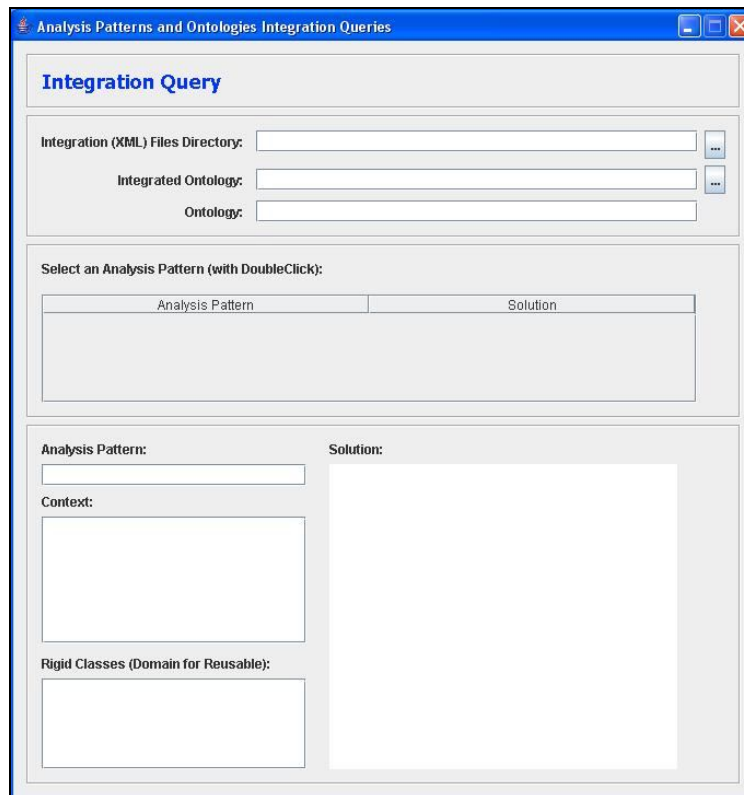 Analysis Patterns and Ontologies Integration Queries
Integration Query
Integration (XML) Files Directory:
...
Integrated Ontology:
...
Ontology:
Select an Analysis Pattern (with DoubleClick):
Analysis Pattern Solution
Analysis Pattern: Solution:
Context:
Rigid Classes (Domain for Reusable):